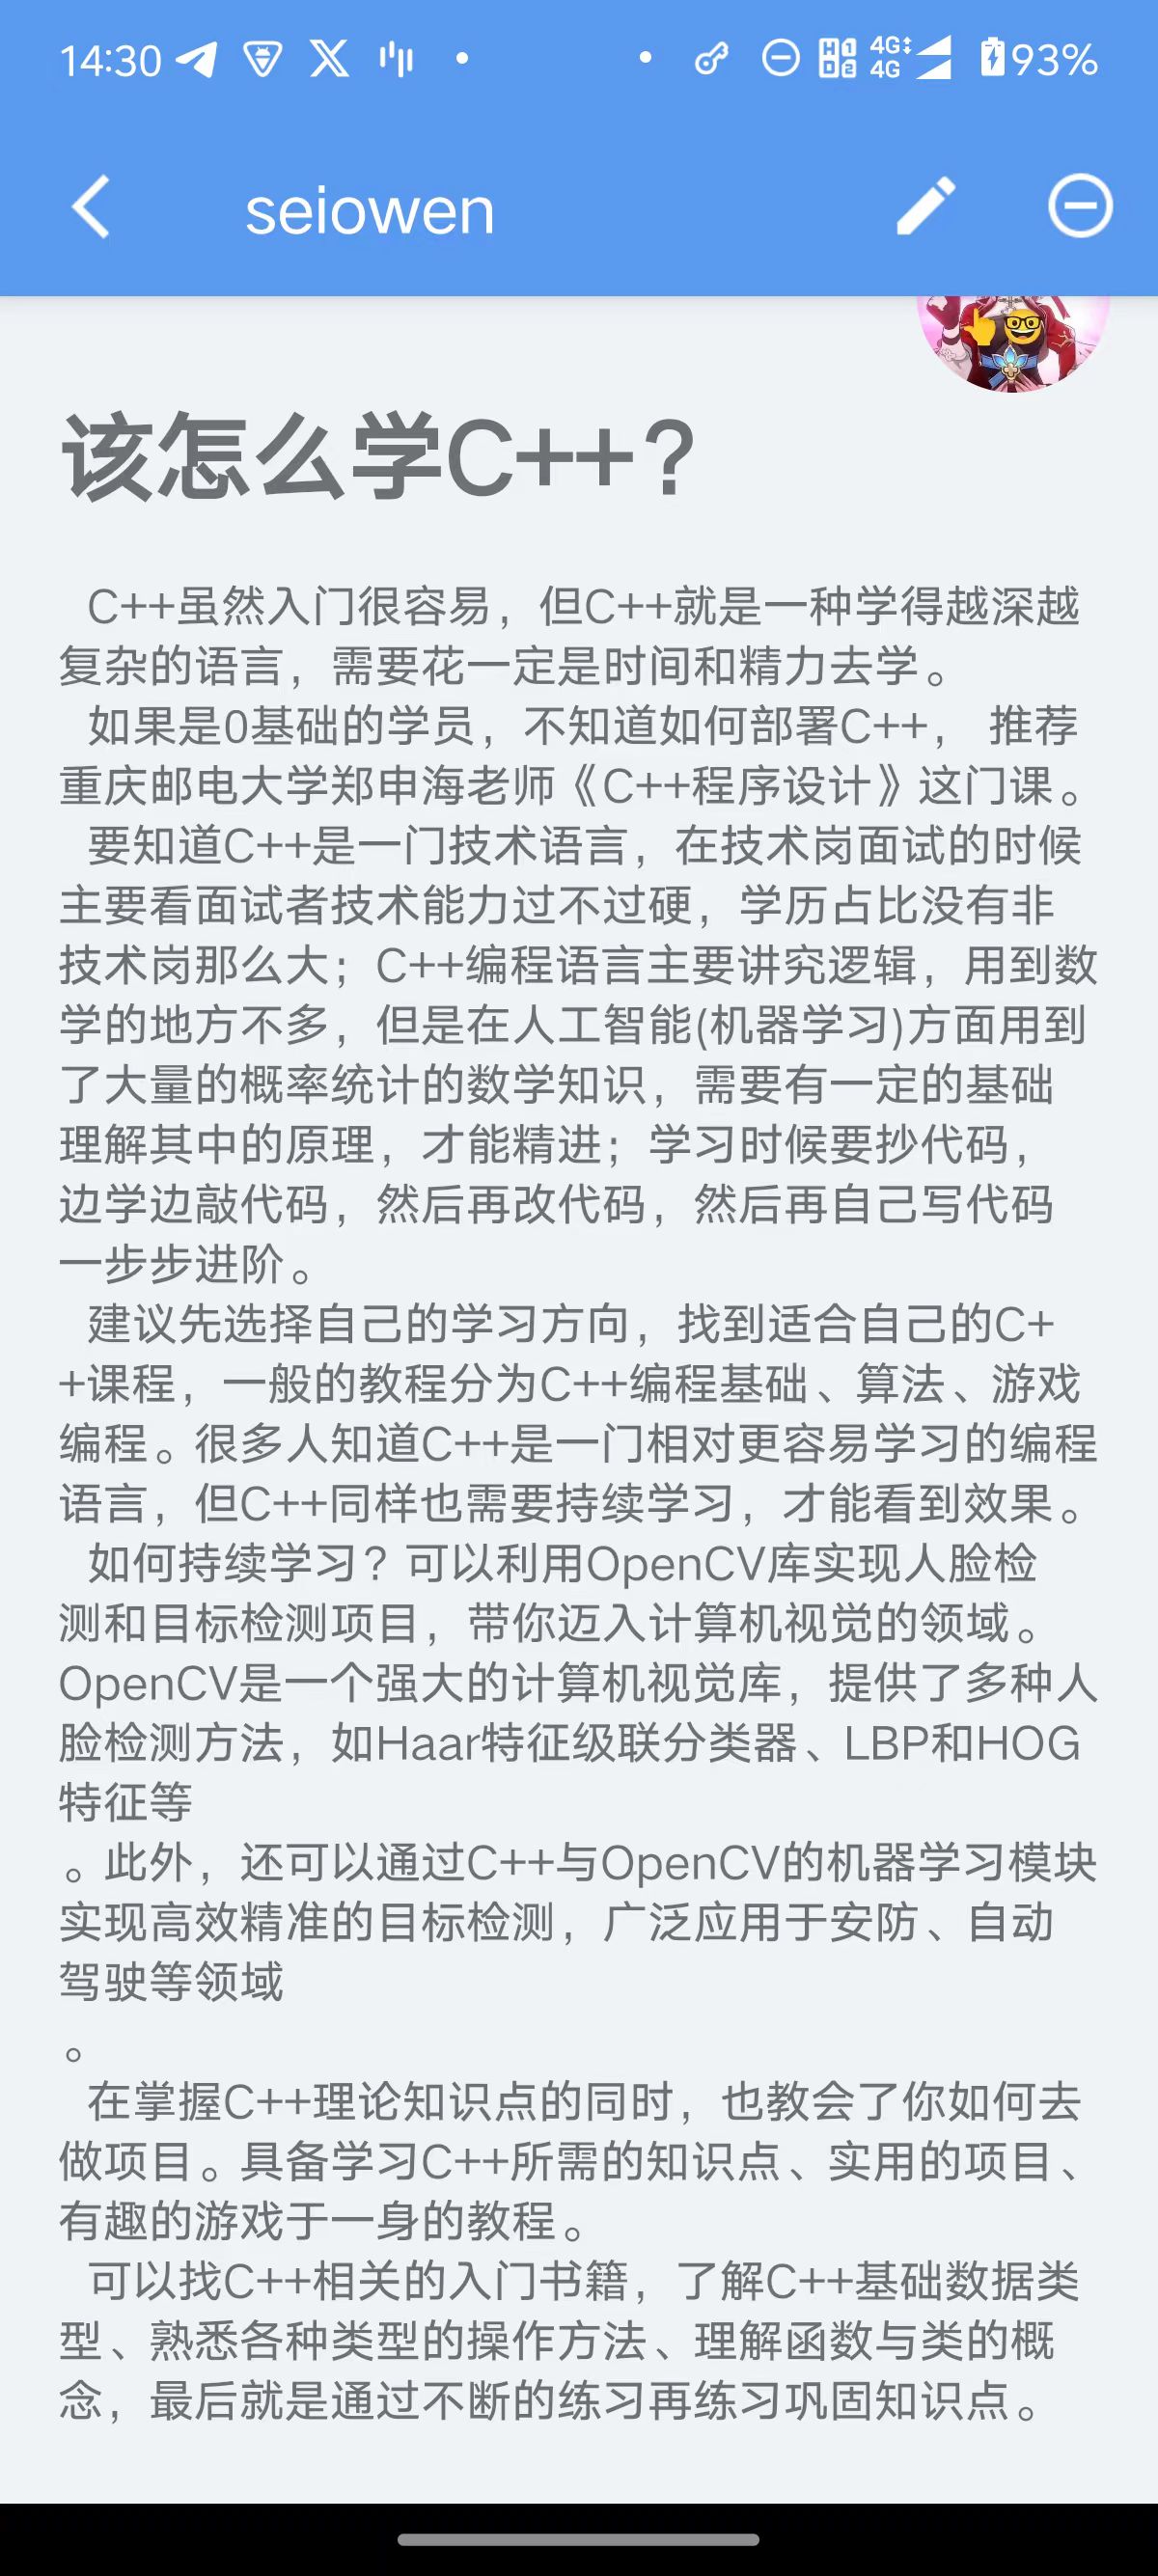 14:30
HD 1 2 4G 4G 93%
seiowen
该怎么学C++?
C++虽然入门很容易，但C++就是一种学得越深越
复杂的语言，需要花一定是时间和精力去学。
如果是0基础的学员，不知道如何部署C++， 推荐
重庆邮电大学郑申海老师《C++程序设计》这门课。
要知道C++是一门技术语言，在技术岗面试的时候
主要看面试者技术能力过不过硬，学历占比没有非
技术岗那么大；C++编程语言主要讲究逻辑，用到数
学的地方不多，但是在人工智能(机器学习)方面用到
了大量的概率统计的数学知识，需要有一定的基础
理解其中的原理，才能精进；学习时候要抄代码，
边学边敲代码，然后再改代码，然后再自己写代码
一步步进阶。
建议先选择自己的学习方向，找到适合自己的C+
+课程，一般的教程分为C++编程基础、算法、游戏
编程。很多人知道C++是一门相对更容易学习的编程
语言，但C++同样也需要持续学习，才能看到效果。
如何持续学习？可以利用OpenCV库实现人脸检
测和目标检测项目，带你迈入计算机视觉的领域。
OpenCV是一个强大的计算机视觉库，提供了多种人
脸检测方法，如Haar特征级联分类器、LBP和HOG
特征等
。此外，还可以通过C++与OpenCV的机器学习模块
实现高效精准的目标检测，广泛应用于安防、自动
驾驶等领域
。
在掌握C++理论知识点的同时，也教会了你如何去
做项目。具备学习C++所需的知识点、实用的项目、
有趣的游戏于一身的教程。
可以找C++相关的入门书籍，了解C++基础数据类
型、熟悉各种类型的操作方法、理解函数与类的概
念，最后就是通过不断的练习再练习巩固知识点。